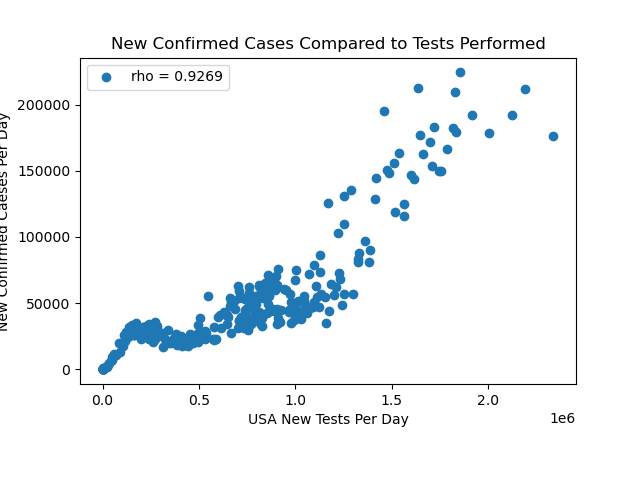 New Confirmed Cases Compared to Tests Performed
rho = 0.9269
New Confiirmed Caeses Per Day
200000
150000
100000
50000
0
0.0
0.5
1.0
1.5
2.0
1e6
USA New Tests Per Day